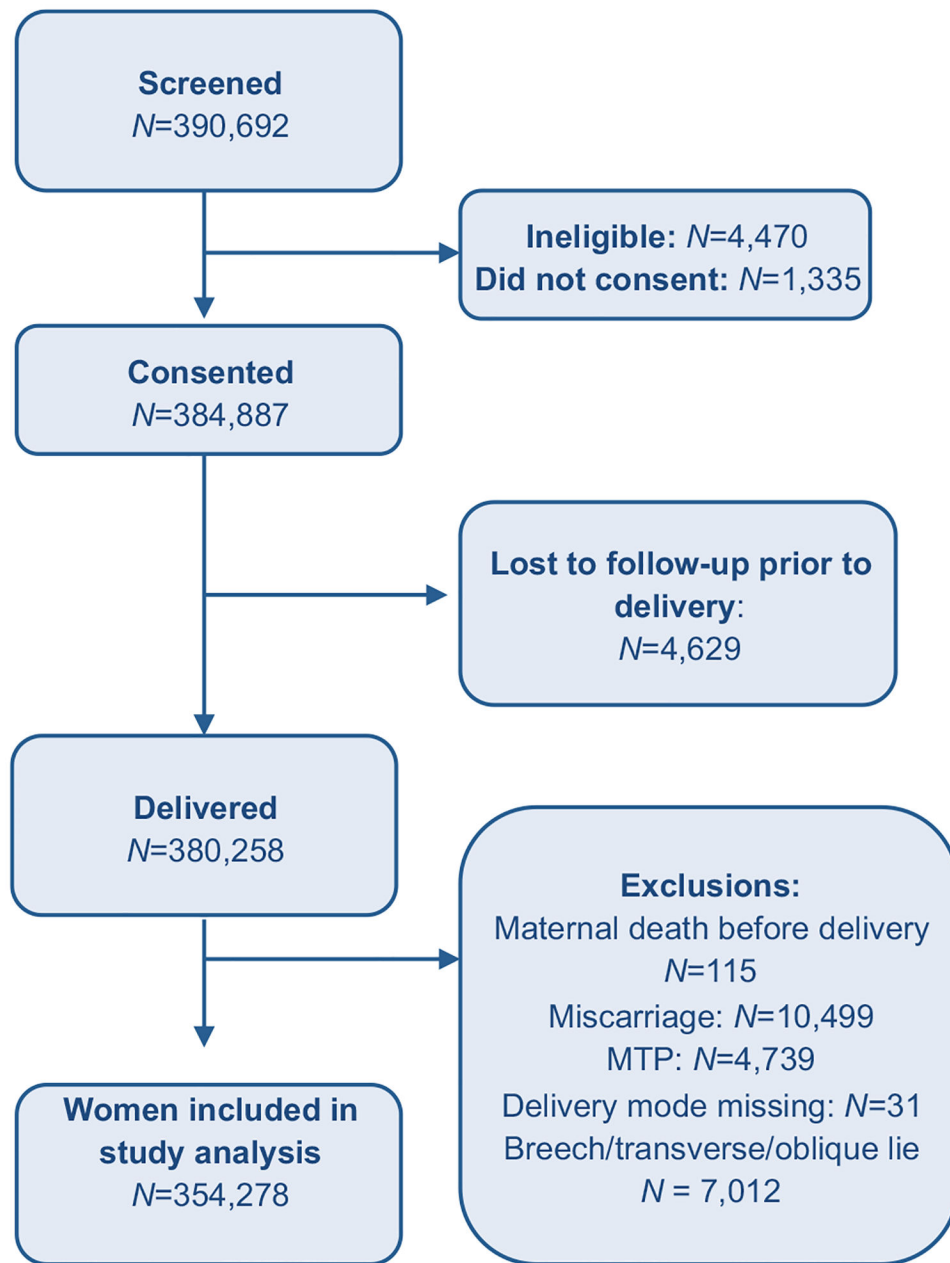 Screened
N=390,692
Ineligible: N=4,470
Did not consent: N=1,335
Consented
N=384,887
Lost to follow-up prior to
delivery:
N=4,629
Delivered
N=380,258
Exclusions:
Maternal death before delivery
N=115
Miscarriage: N=10,499
MTP: N=4,739
Delivery mode missing: N=31
Breech/transverse/oblique lie
N = 7,012
Women included in
study analysis
N=354,278